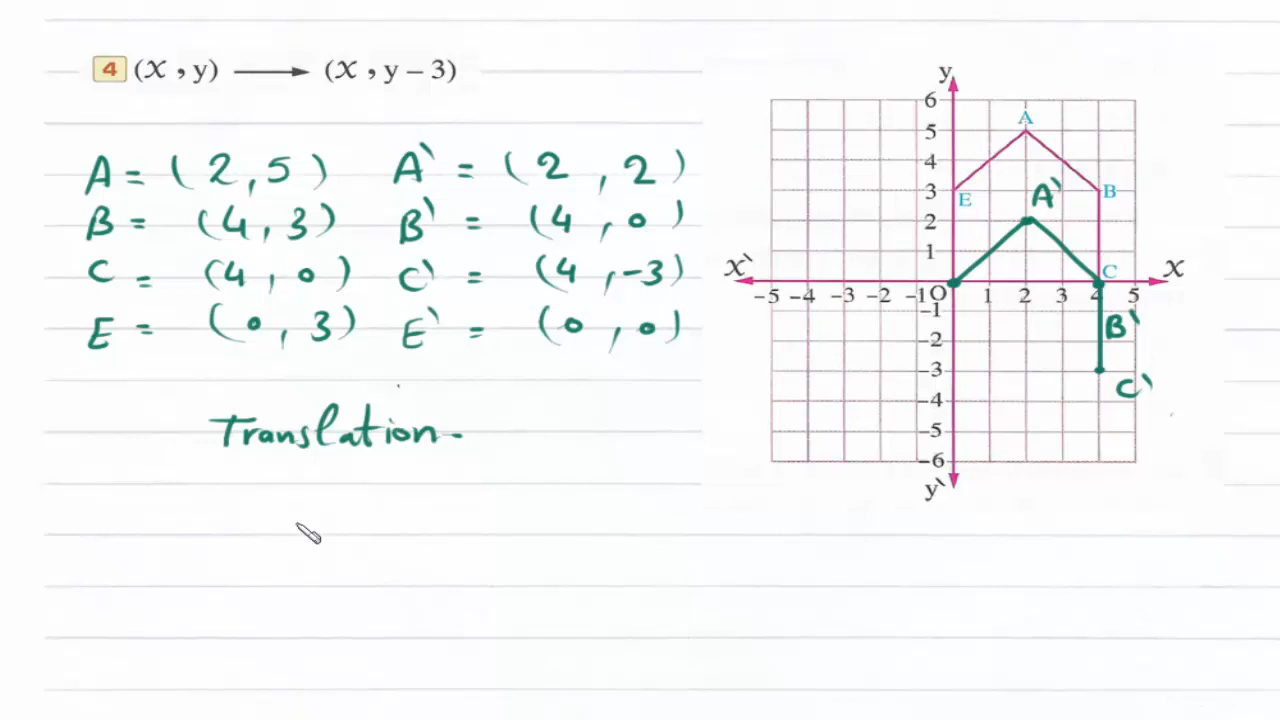 4 (x , y) ⟶ (x , y – 3)
A = (2, 5) A` = (2 , 2)
B = (4, 3) B` = (4 , 0)
C = (4, 0) C` = (4 , -3)
E = (0, 3) E` = (0 , 0)
Translation-
y
6
5
4
3
2
1
A
E
B
A`
C
x`
x
-5 -4 -3 -2 -1 O 1 2 3 4 5
-1
-2
-3
-4
-5
-6
B`
C`
y`